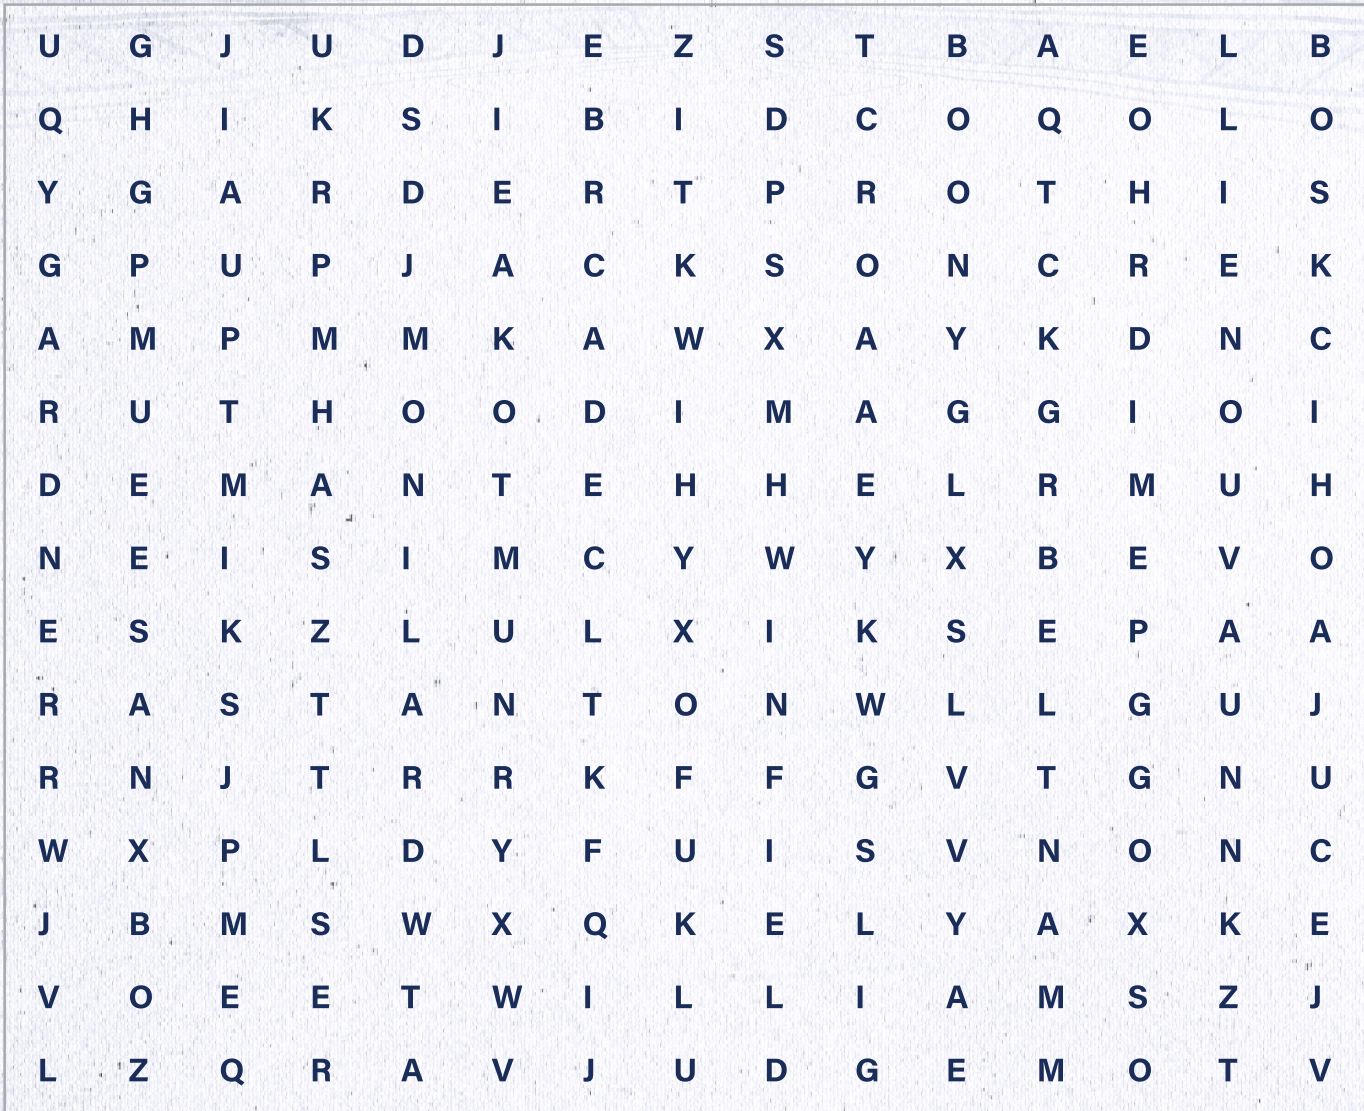 U G J U D J E Z S T B A E L B
Q H I K S I B I D C O Q O L O
Y G A R D E R T P R O T H I S
G P U P J A C K S O N C R E K
A M P M M K A W X A Y K D N C
R U T H O O D I M A G G I O I
D E M A N T E H H E L R M U H
N E I S I M C Y W Y X B E V O
E S K Z L U L X I K S E P A A
R A S T A N T O N W L L G U J
R N J T R R K F F G V T G N U
W X P L D Y F U I S V N O N C
J B M S W X Q K E L Y A X K E
V O E E T W I L L I A M S Z J
L Z Q R A V J U D G E M O T V